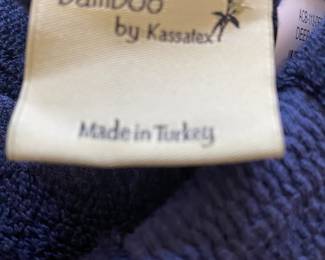 Bamboo
by Kassatex
Made in Turkey